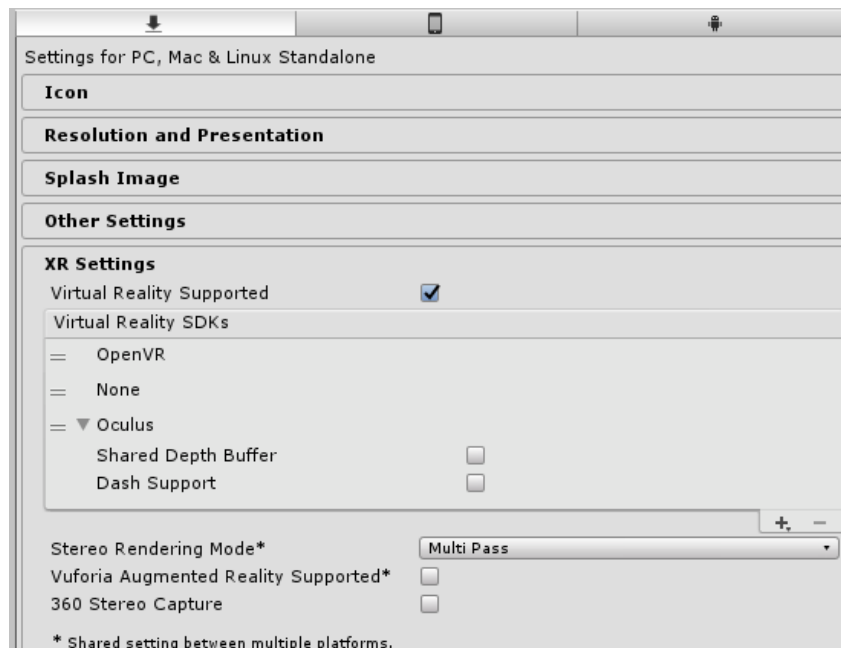 Settings for PC, Mac & Linux Standalone
Icon
Resolution and Presentation
Splash Image
Other Settings
XR Settings
Virtual Reality Supported
Virtual Reality SDKs
OpenVR
None
Oculus
Shared Depth Buffer
Dash Support
Stereo Rendering Mode* Multi Pass
Vuforia Augmented Reality Supported*
360 Stereo Capture
* Shared setting between multiple platforms.